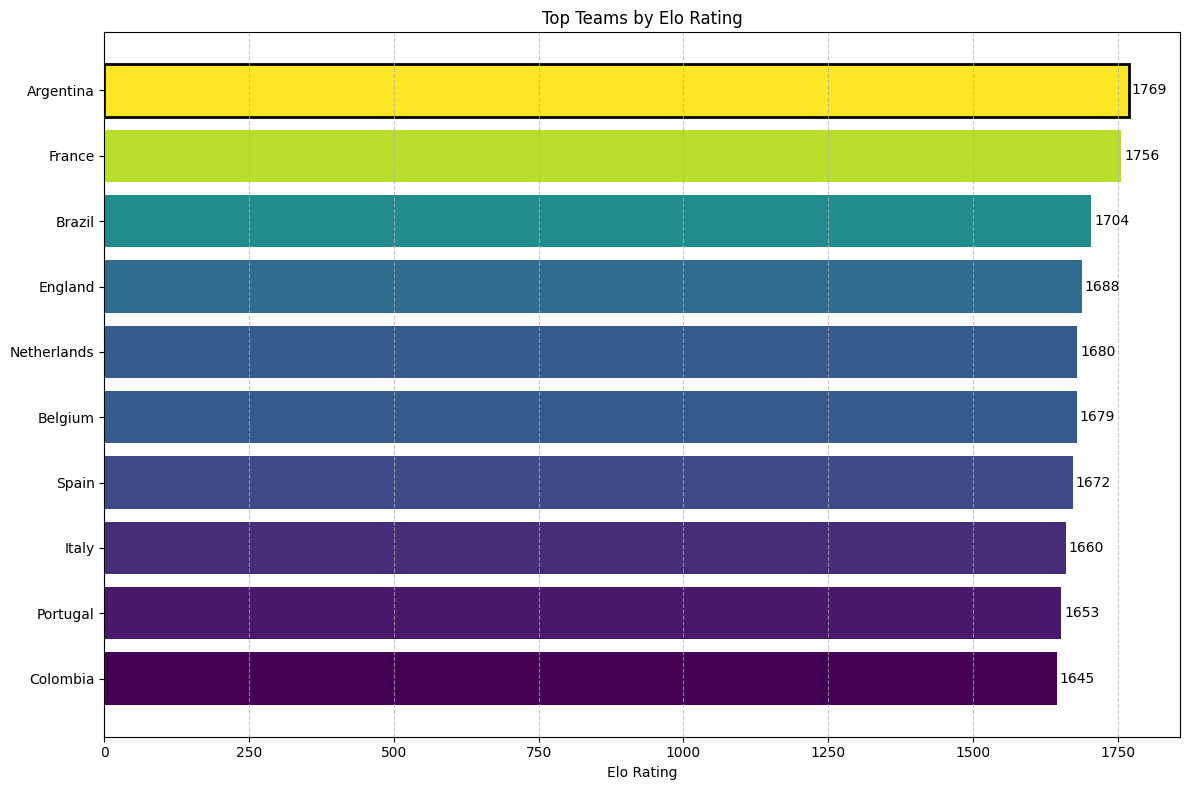 Top Teams by Elo Rating
Argentina 1769
France 1756
Brazil 1704
England 1688
Netherlands 1680
Belgium 1679
Spain 1672
Italy 1660
Portugal 1653
Colombia 1645
0 250 500 750 1000 1250 1500 1750
Elo Rating